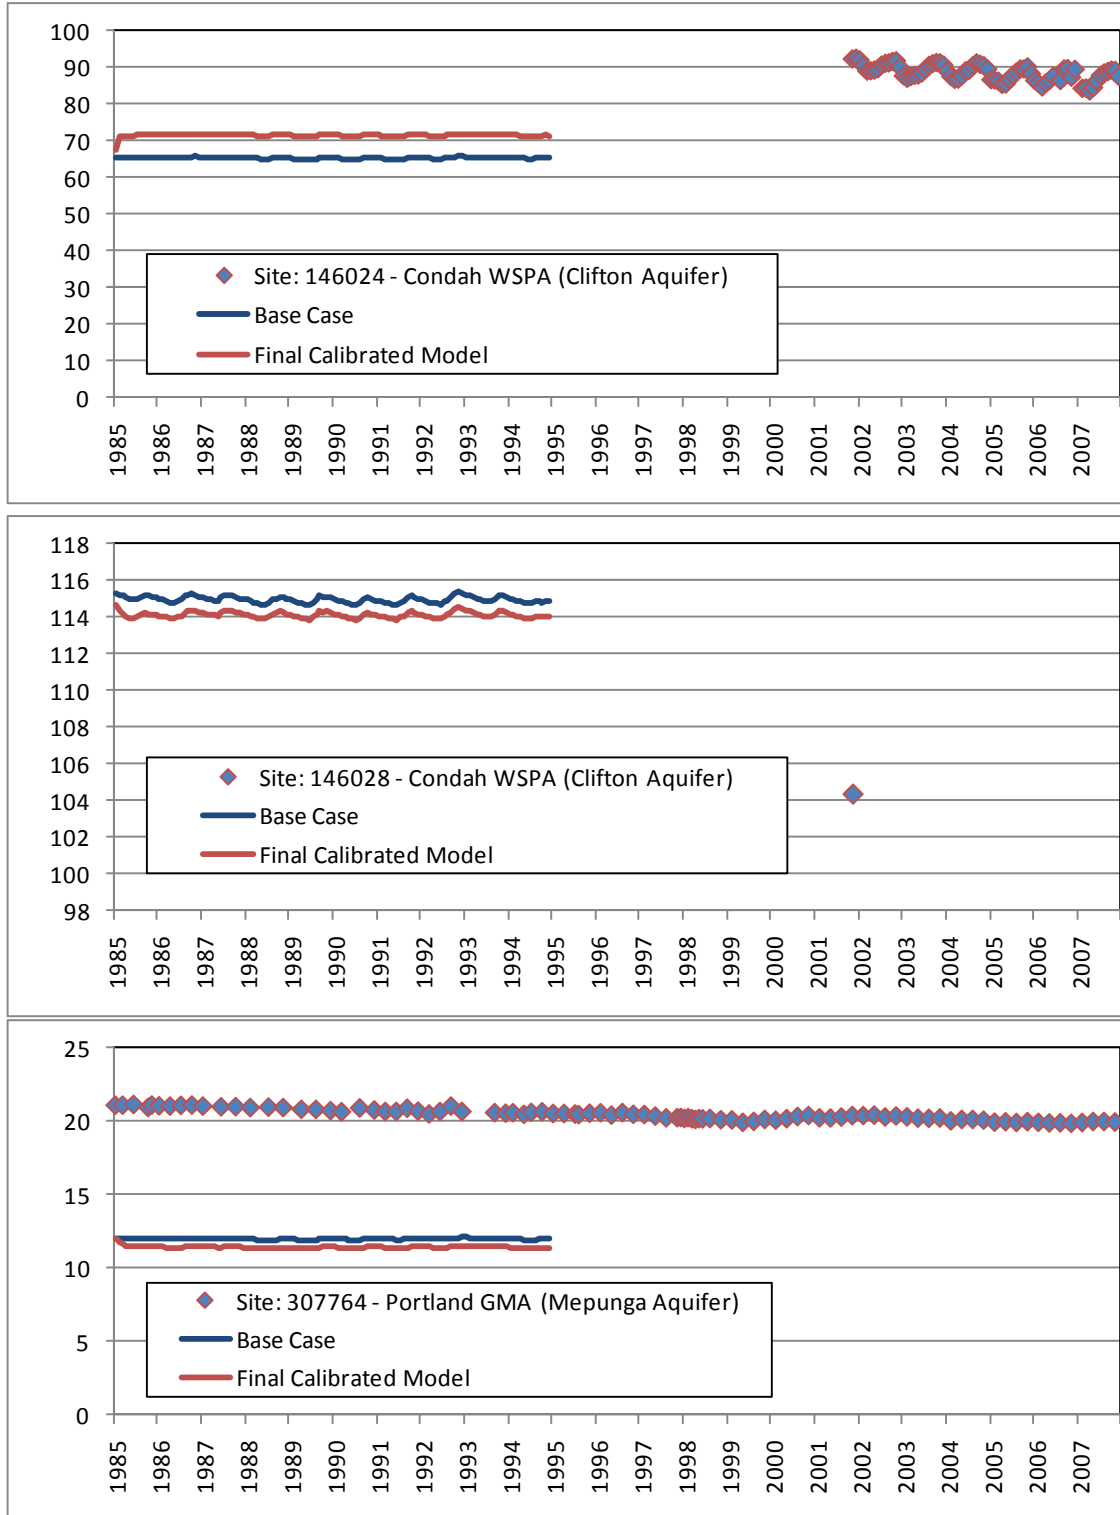 100
90
80
70
60
50
40
30
20
10
0
Site: 146024 - Condah WSPA (Clifton Aquifer)
Base Case
Final Calibrated Model
1985 1986 1987 1988 1989 1990 1991 1992 1993 1994 1995 1996 1997 1998 1999 2000 2001 2002 2003 2004 2005 2006 2007
118
116
114
112
110
108
106
104
102
100
98
Site: 146028 - Condah WSPA (Clifton Aquifer)
Base Case
Final Calibrated Model
1985 1986 1987 1988 1989 1990 1991 1992 1993 1994 1995 1996 1997 1998 1999 2000 2001 2002 2003 2004 2005 2006 2007
25
20
15
10
5
0
Site: 307764 - Portland GMA (Mepunga Aquifer)
Base Case
Final Calibrated Model
1985 1986 1987 1988 1989 1990 1991 1992 1993 1994 1995 1996 1997 1998 1999 2000 2001 2002 2003 2004 2005 2006 2007